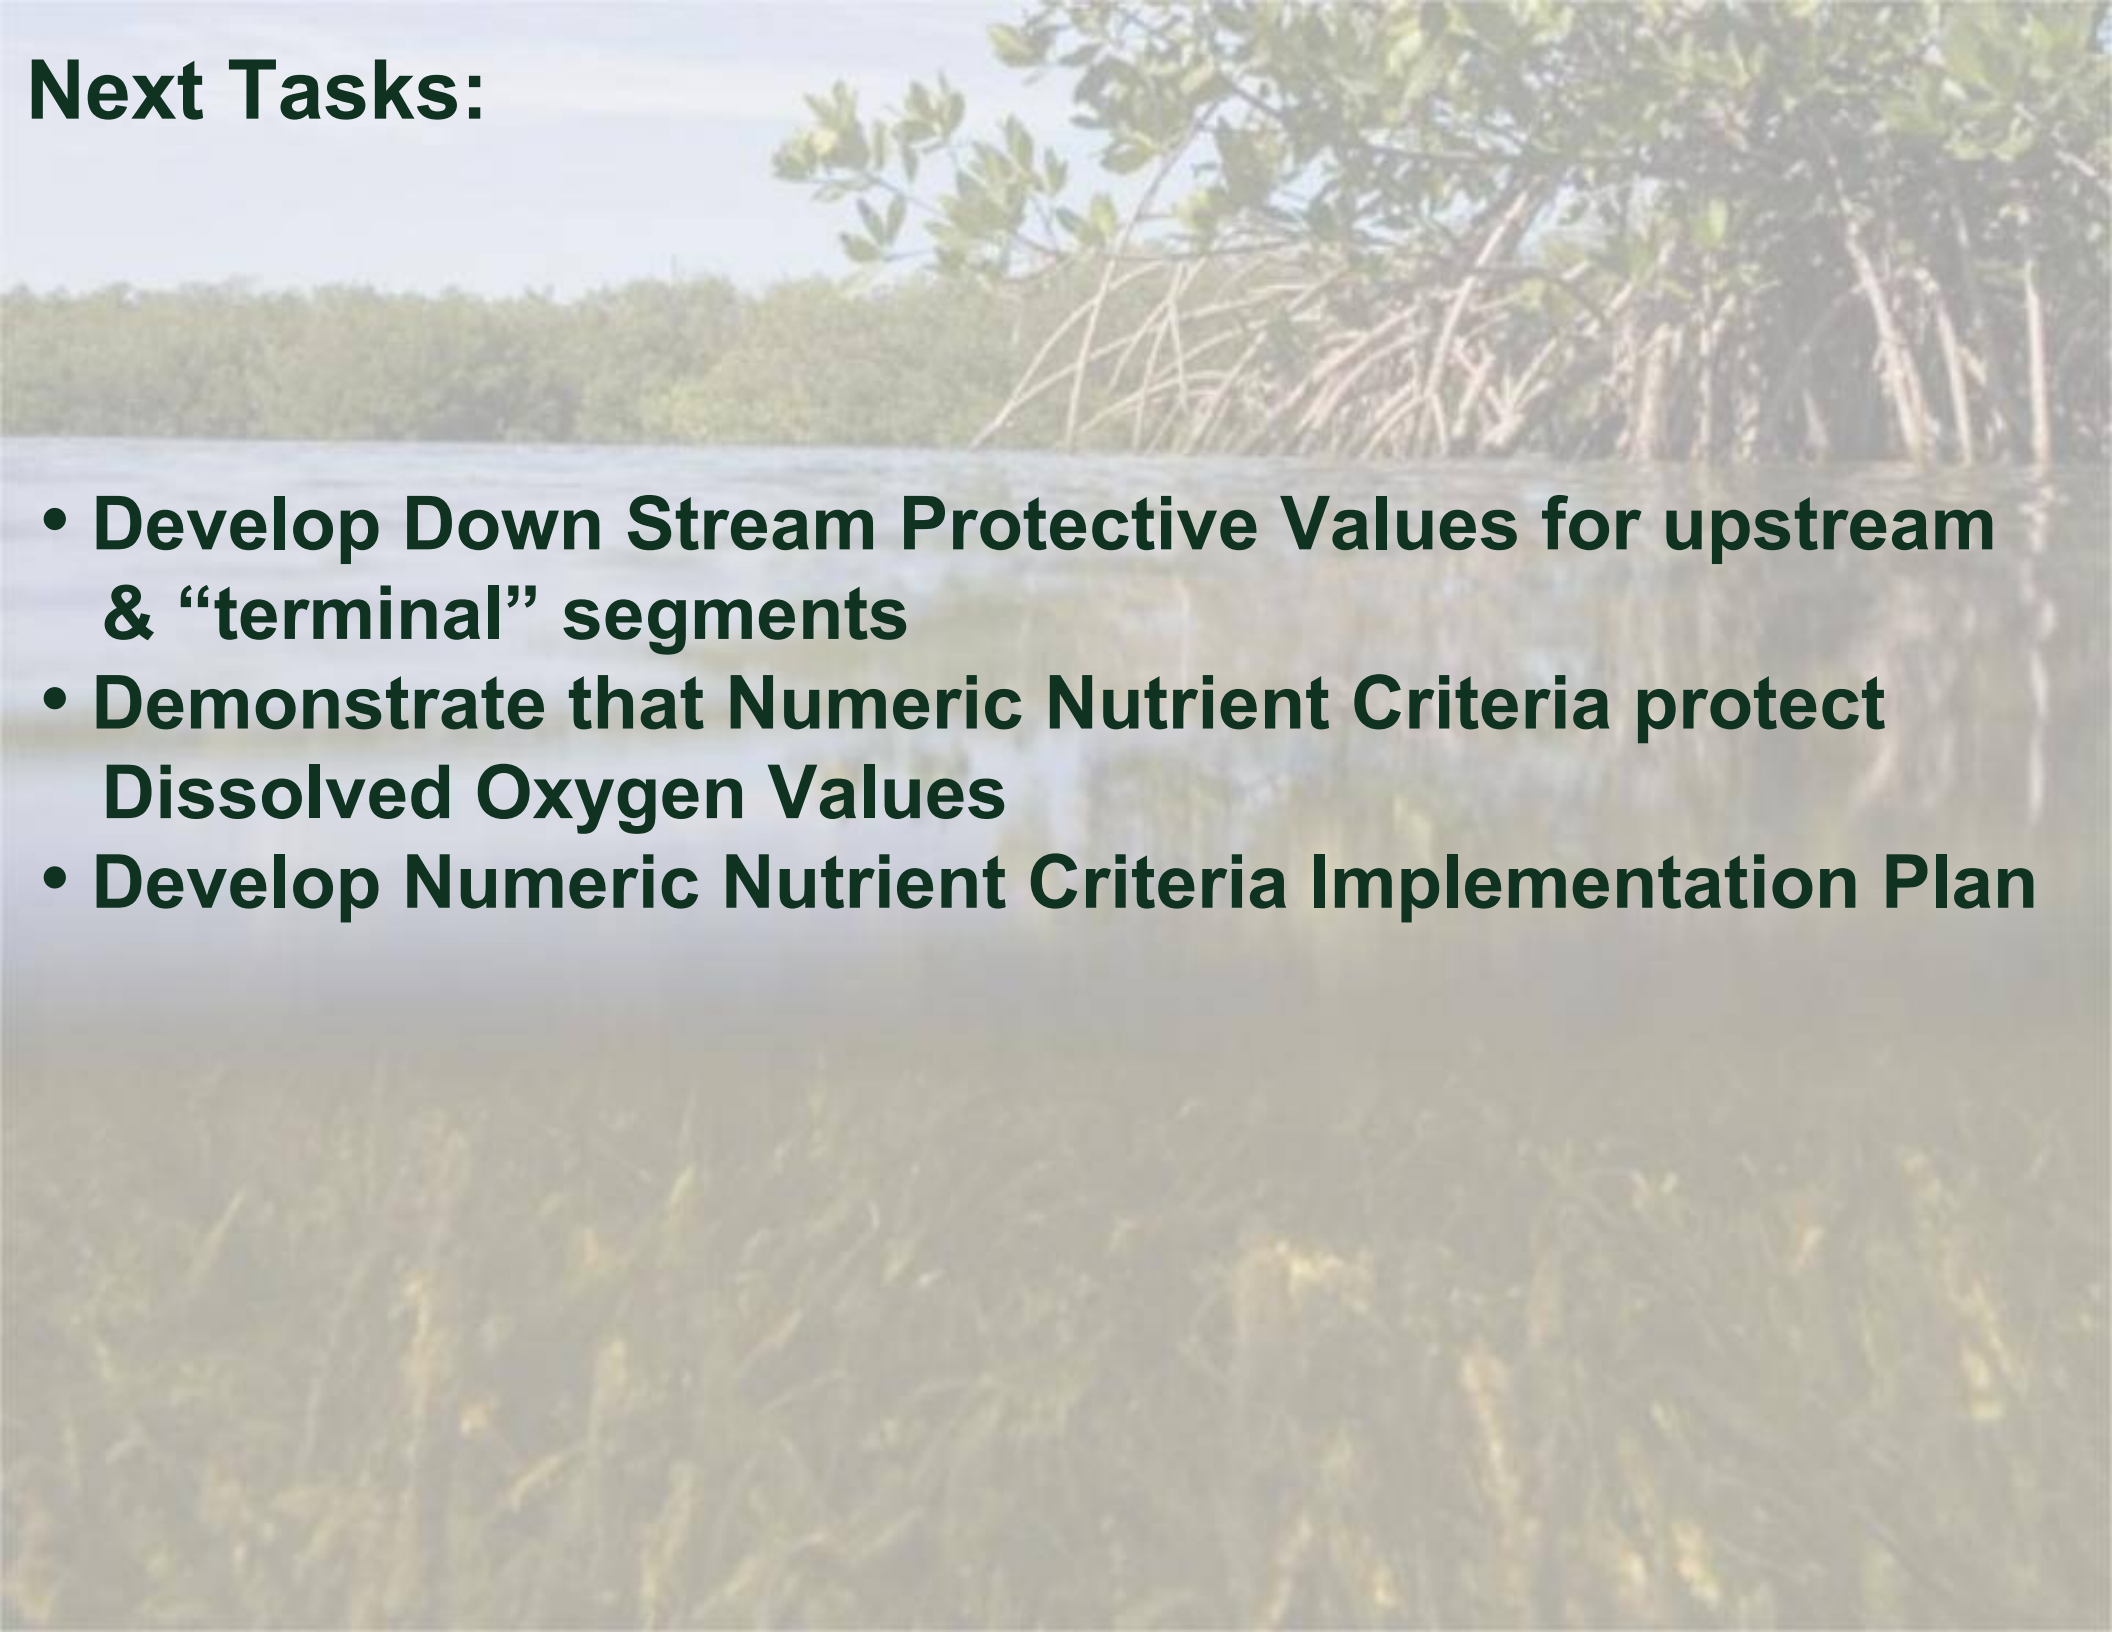 Next Tasks:
• Develop Down Stream Protective Values for upstream
& “terminal” segments
• Demonstrate that Numeric Nutrient Criteria protect
Dissolved Oxygen Values
• Develop Numeric Nutrient Criteria Implementation Plan